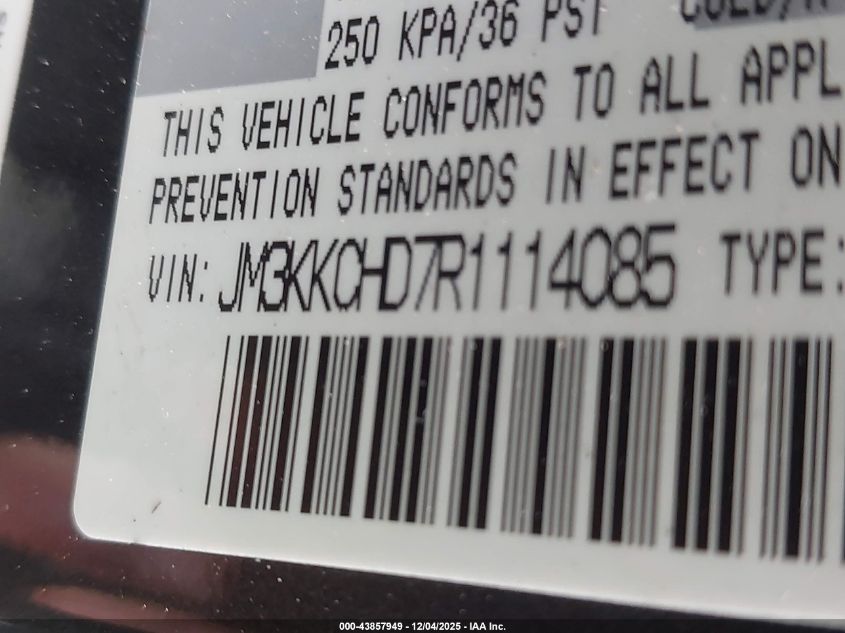 250 KPA/36 PSI COLD/
THIS VEHICLE CONFORMS TO ALL APPL
PREVENTION STANDARDS IN EFFECT ON
VIN: JM3KKCHD7R1114085 TYPE:
000-43857949 - 12/04/2025 - IAA Inc.